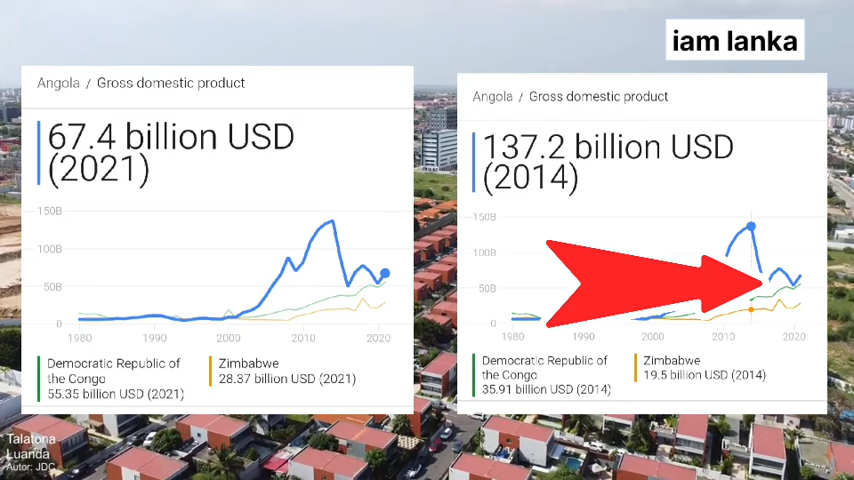 iam lanka
Angola / Gross domestic product
67.4 billion USD
(2021)
150B
100B
50B
0
1980
1990
2000
2010
2020
Democratic Republic of
the Congo
55.35 billion USD (2021)
Zimbabwe
28.37 billion USD (2021)
Angola / Gross domestic product
137.2 billion USD
(2014)
150B
100B
50B
0
1980
1990
2000
2010
2020
Democratic Republic of
the Congo
35.91 billion USD (2014)
Zimbabwe
19.5 billion USD (2014)
Talatona
Luanda
Autor: JDC